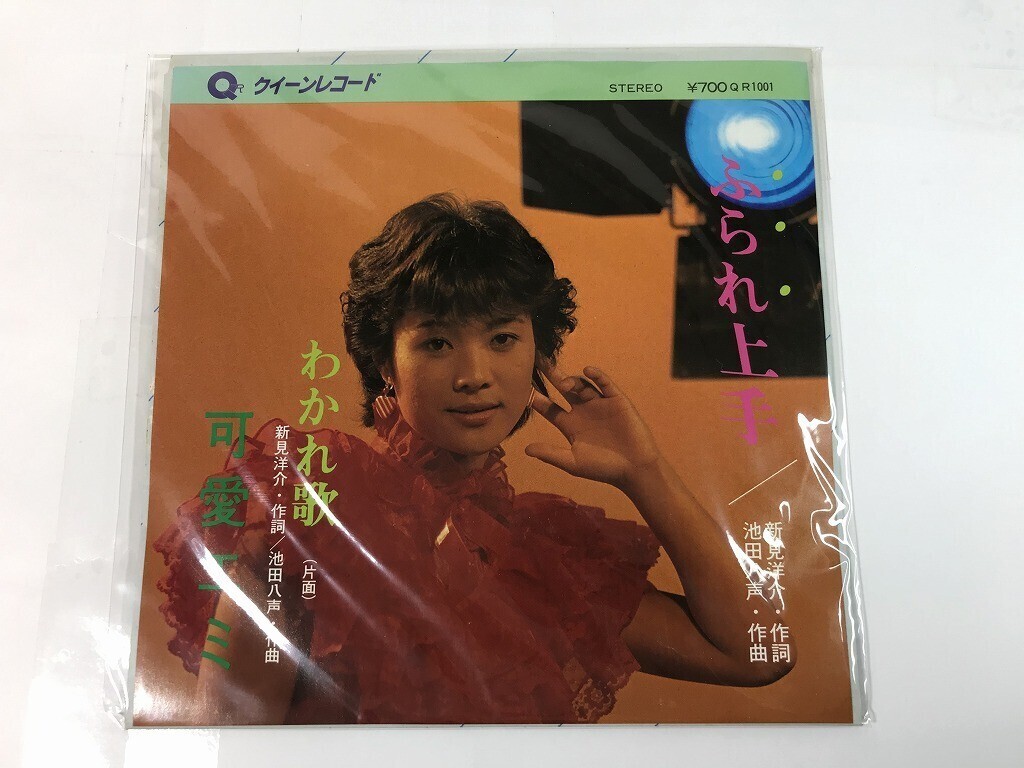 QR クイーンレコード
STEREO ¥700 QR1001
ふられ上手
新見洋介・作詞
池田八声・作曲
わかれ歌
(片面)
新見洋介・作詞/池田八声・作曲
可愛エミ